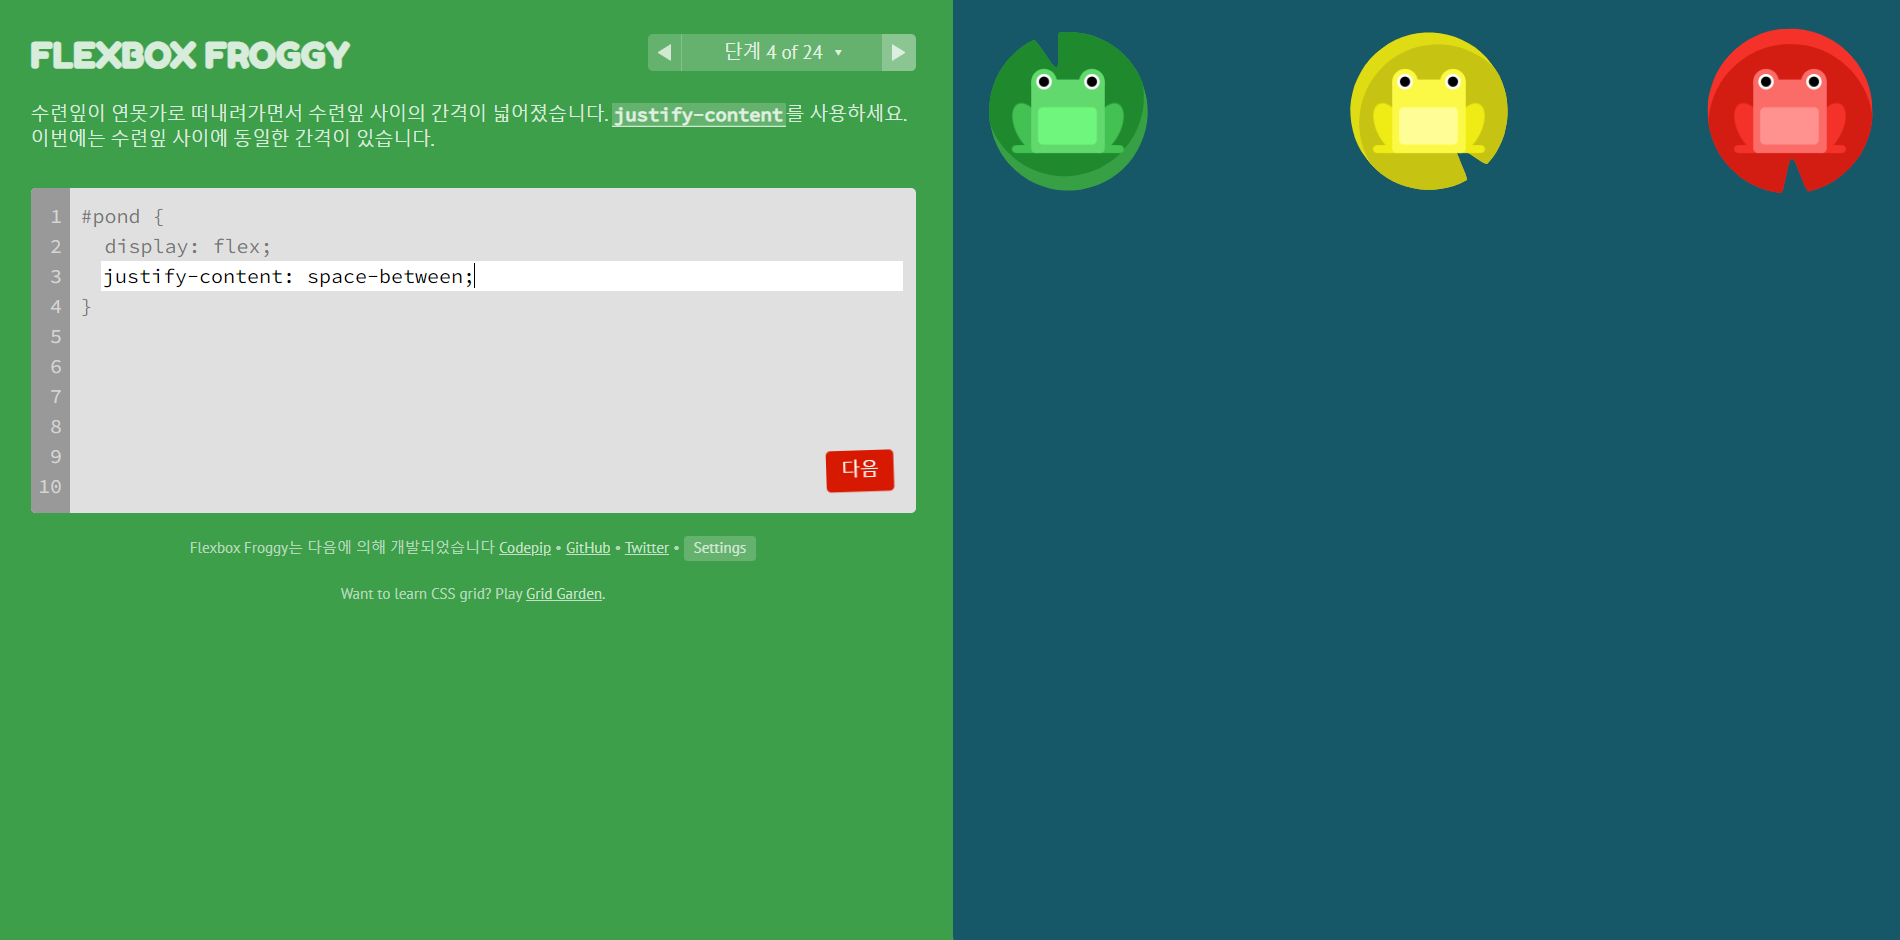 FLEXBOX FROGGY
◀ 단계 4 of 24 ▾ ▶
수련잎이 연못가로 떠내려가면서 수련잎 사이의 간격이 넓어졌습니다. justify-content를 사용하세요.
이번에는 수련잎 사이에 동일한 간격이 있습니다.
1 #pond {
2 display: flex;
3 justify-content: space-between;
4 }
5
6
7
8
9
다음
10
Flexbox Froggy는 다음에 의해 개발되었습니다 Codepip • GitHub • Twitter • Settings
Want to learn CSS grid? Play Grid Garden.